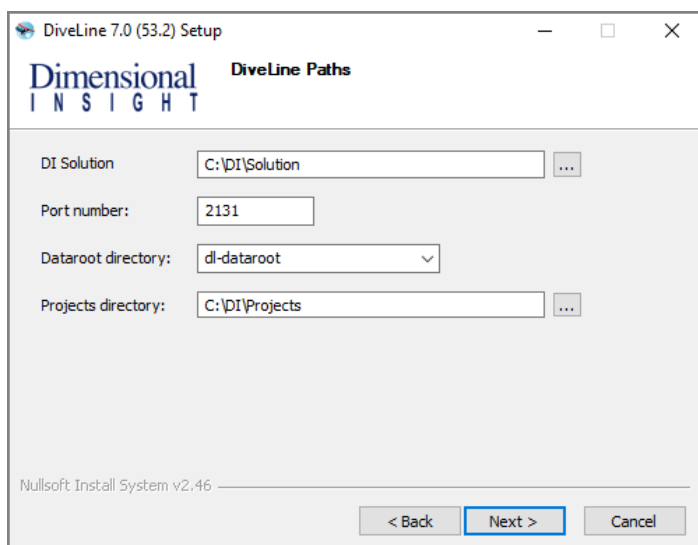 DiveLine 7.0 (53.2) Setup
Dimensional
INSIGHT
DiveLine Paths
DI Solution
C:\DI\Solution
...
Port number:
2131
Dataroot directory:
dl-dataroot
Projects directory:
C:\DI\Projects
...
Nullsoft Install System v2.46
< Back
Next >
Cancel